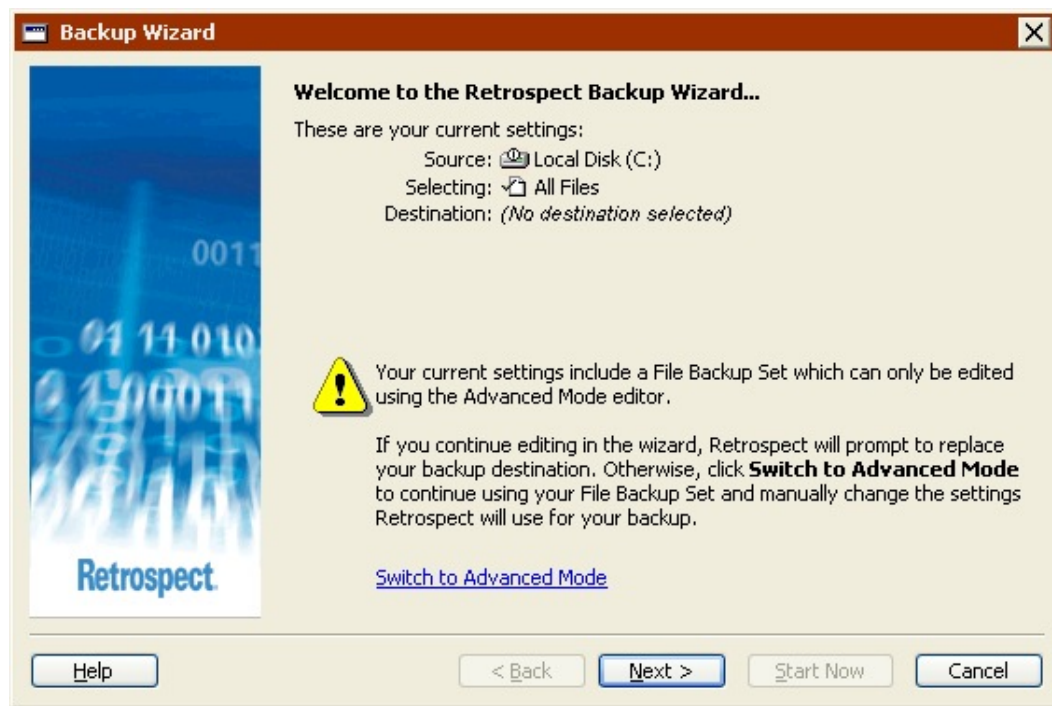 Backup Wizard
Welcome to the Retrospect Backup Wizard...
These are your current settings:
Source: Local Disk (C:)
Selecting: All Files
Destination: (No destination selected)
0011
01 11 010
Your current settings include a File Backup Set which can only be edited
using the Advanced Mode editor.
If you continue editing in the wizard, Retrospect will prompt to replace
your backup destination. Otherwise, click Switch to Advanced Mode
to continue using your File Backup Set and manually change the settings
Retrospect will use for your backup.
Retrospect.
Switch to Advanced Mode
Help
< Back
Next >
Start Now
Cancel